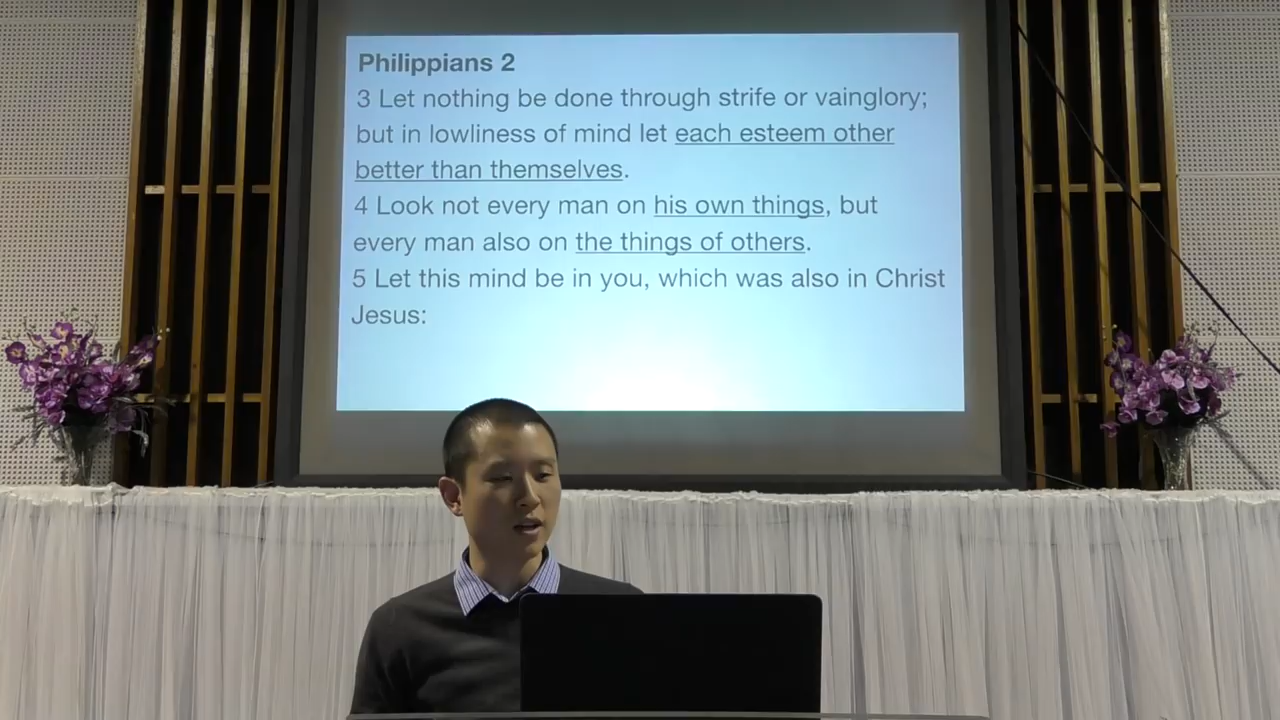 Philippians 2
3 Let nothing be done through strife or vainglory;
but in lowliness of mind let each esteem other
better than themselves.
4 Look not every man on his own things, but
every man also on the things of others.
5 Let this mind be in you, which was also in Christ
Jesus: